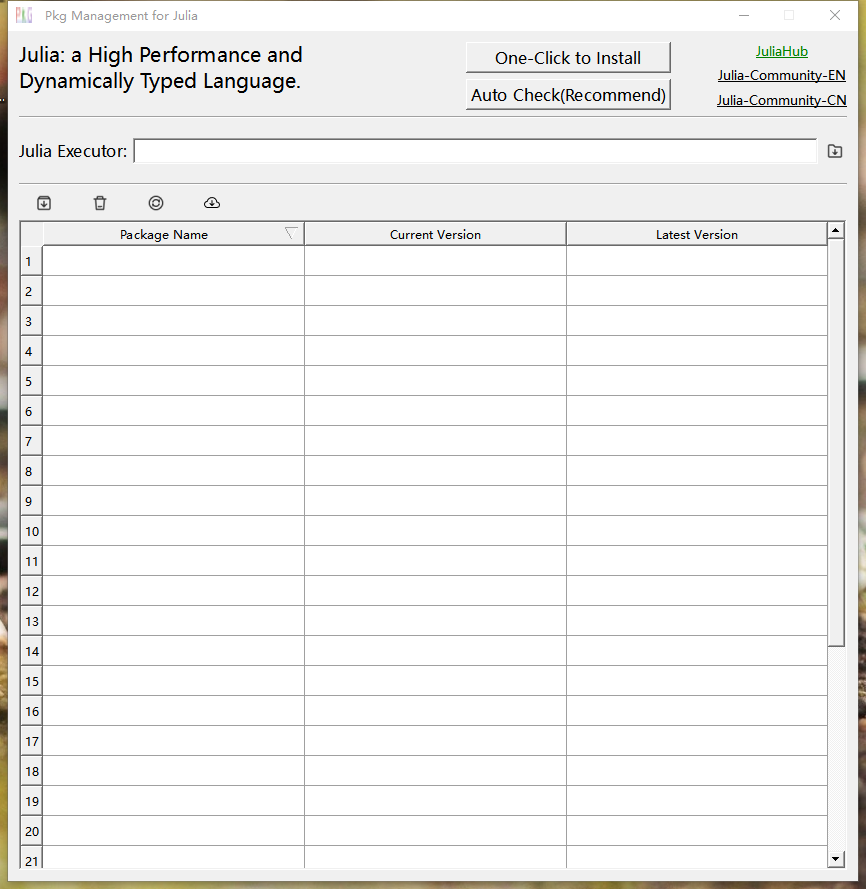 PKG Pkg Management for Julia
Julia: a High Performance and
Dynamically Typed Language.
One-Click to Install
Auto Check(Recommend)
JuliaHub
Julia-Community-EN
Julia-Community-CN
Julia Executor:
Package Name Current Version Latest Version
1
2
3
4
5
6
7
8
9
10
11
12
13
14
15
16
17
18
19
20
21